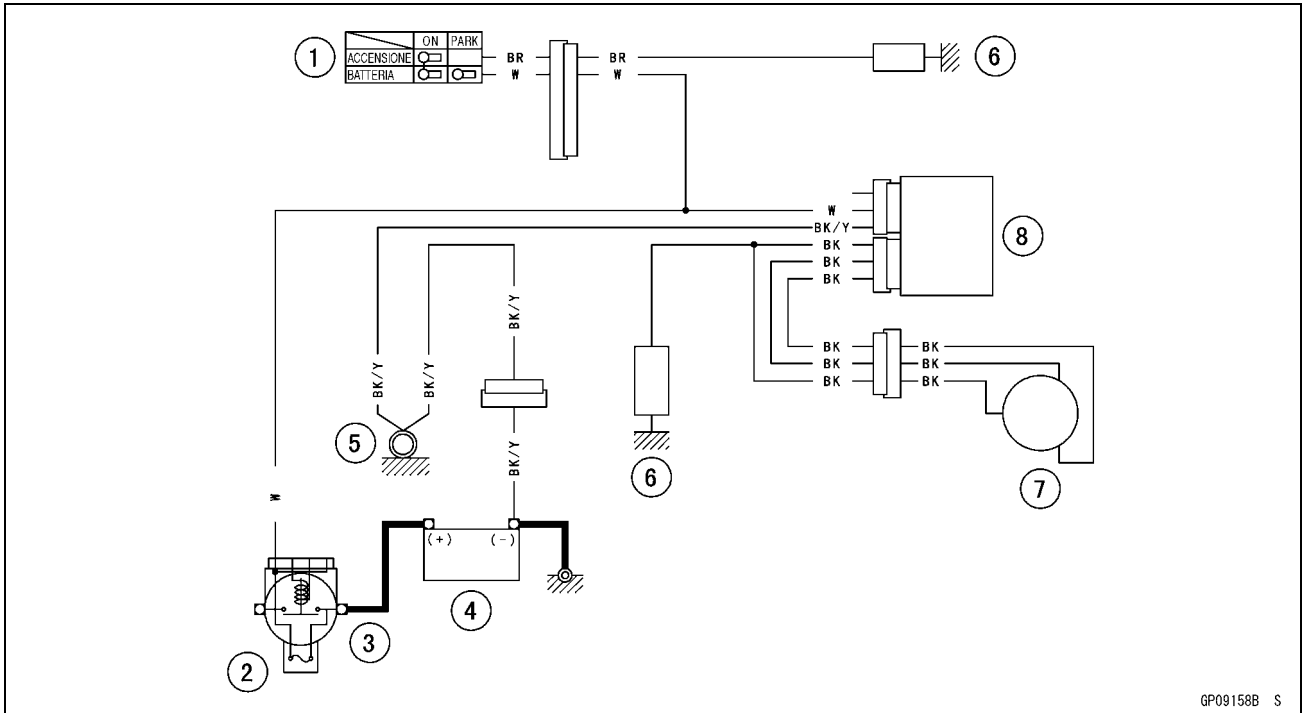 ON PARK
1 ACCENSIONE BR BR 6
BATTERIA W W
W
BK/Y
BK
BK
BK
8
BK/Y
BK/Y
BK/Y
BK BK
BK BK
BK BK
5
BK/Y
6
7
W
(+) (-)
4
3
2
GP09158B S